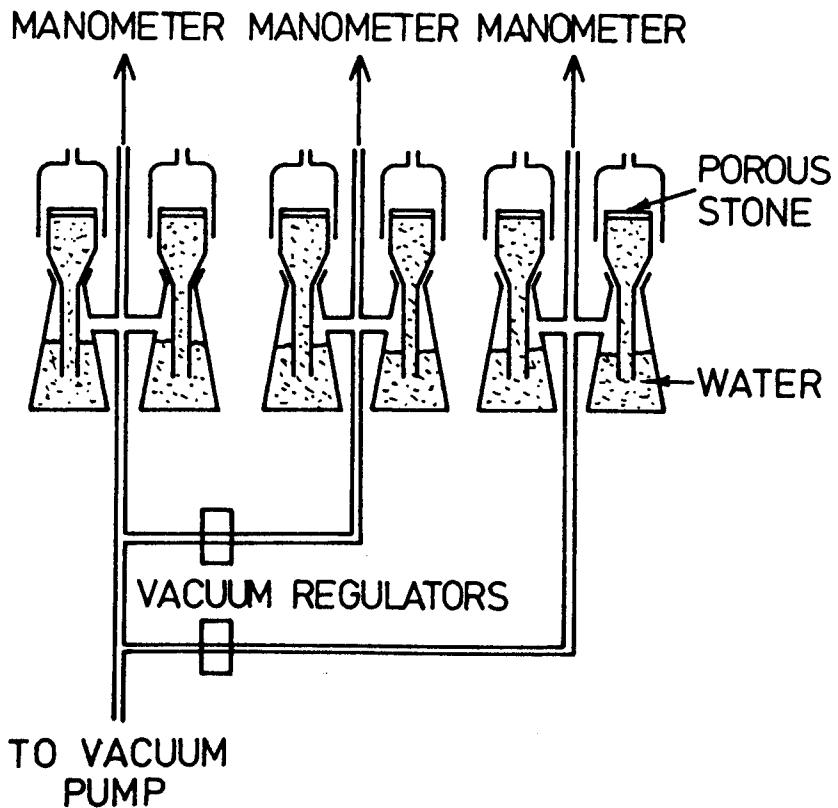 MANOMETER MANOMETER MANOMETER
POROUS
STONE
WATER
VACUUM REGULATORS
TO VACUUM
PUMP